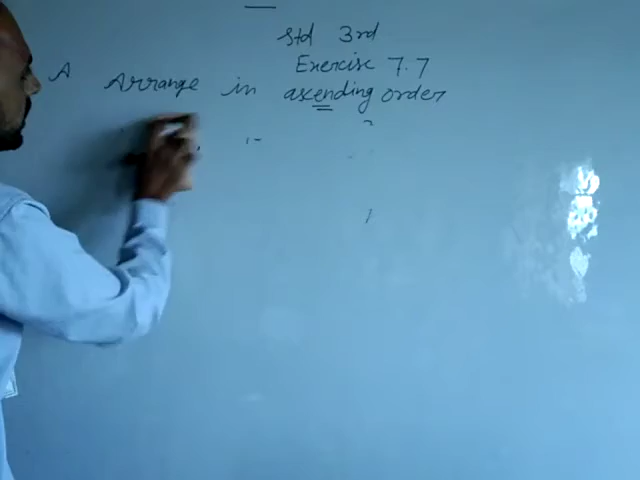 Std 3rd
Exercise 7.7
A Arrange in ascending order